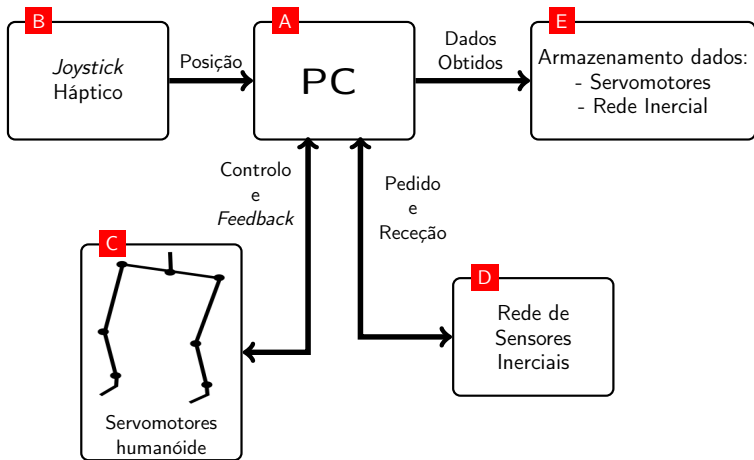 B
Joystick
Háptico
Posição
A
PC
Dados
Obtidos
E
Armazenamento dados:
- Servomotores
- Rede Inercial
Controlo
e
Feedback
Pedido
e
Receção
C
Servomotores
humanóide
D
Rede de
Sensores
Inerciais